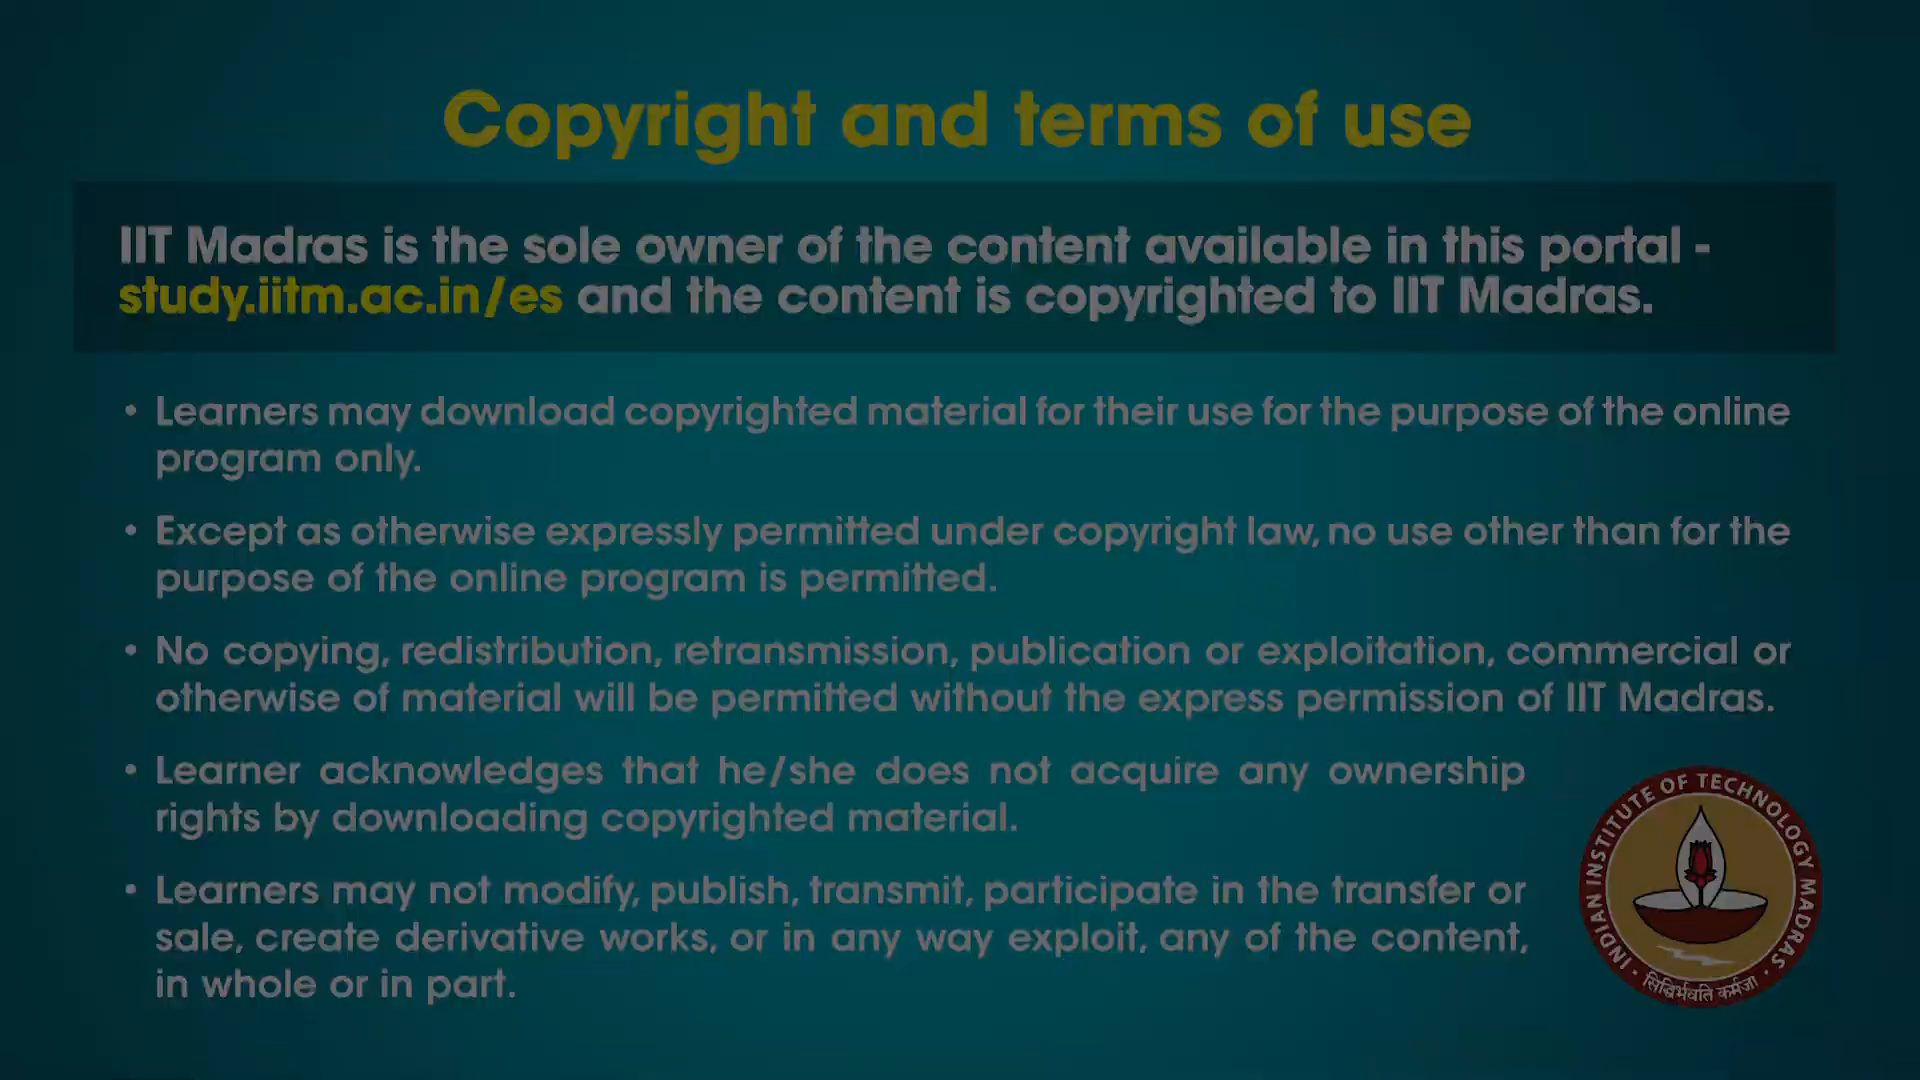 Copyright and terms of use
IIT Madras is the sole owner of the content available in this portal -
study.iitm.ac.in/es and the content is copyrighted to IIT Madras.
• Learners may download copyrighted material for their use for the purpose of the online
program only.
• Except as otherwise expressly permitted under copyright law, no use other than for the
purpose of the online program is permitted.
• No copying, redistribution, retransmission, publication or exploitation, commercial or
otherwise of material will be permitted without the express permission of IIT Madras.
• Learner acknowledges that he/she does not acquire any ownership
rights by downloading copyrighted material.
• Learners may not modify, publish, transmit, participate in the transfer or
sale, create derivative works, or in any way exploit, any of the content,
in whole or in part.
INDIAN INSTITUTE OF TECHNOLOGY MADRAS
सिद्धिर्भवति कर्मजा